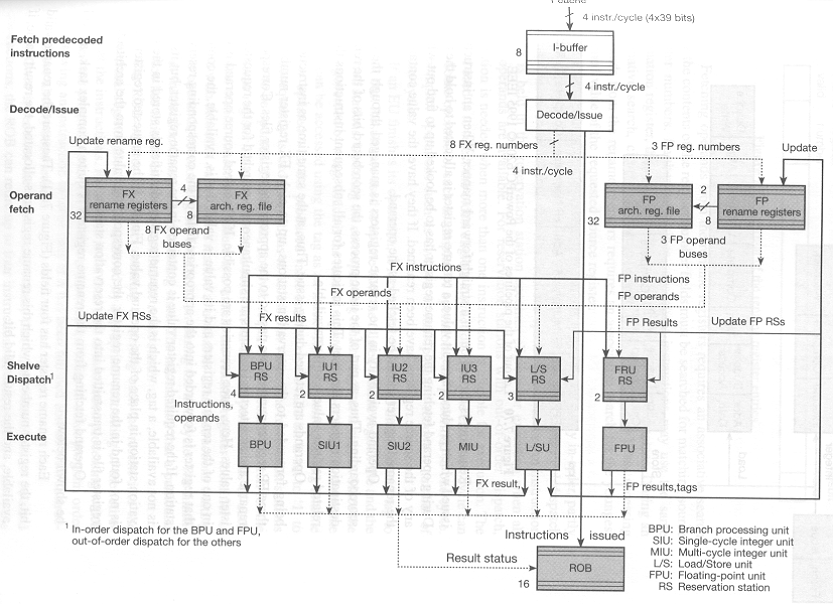 4 instr./cycle (4x39 bits)
Fetch predecoded
instructions
8
I-buffer
4 instr./cycle
Decode/Issue
Decode/Issue
Update rename reg.
8 FX reg. numbers
3 FP reg. numbers
Update
4 instr./cycle
Operand
fetch
FX
rename registers
32
4
8
FX
arch. reg. file
FP
arch. reg. file
32
2
8
FP
rename registers
8 FX operand
buses
3 FP operand
buses
FX instructions
FP instructions
FX operands
FP operands
Update FX RSs
FX results
FP Results
Update FP RSs
Shelve
Dispatch1
BPU
RS
4
IU1
RS
2
IU2
RS
2
IU3
RS
2
L/S
RS
3
FRU
RS
2
Instructions,
operands
Execute
BPU
SIU1
SIU2
MIU
L/SU
FPU
FX result,
FP results,tags
1 In-order dispatch for the BPU and FPU,
out-of-order dispatch for the others
Instructions issued
Result status
ROB
16
BPU: Branch processing unit
SIU: Single-cycle integer unit
MIU: Multi-cycle integer unit
L/S: Load/Store unit
FPU: Floating-point unit
RS Reservation station